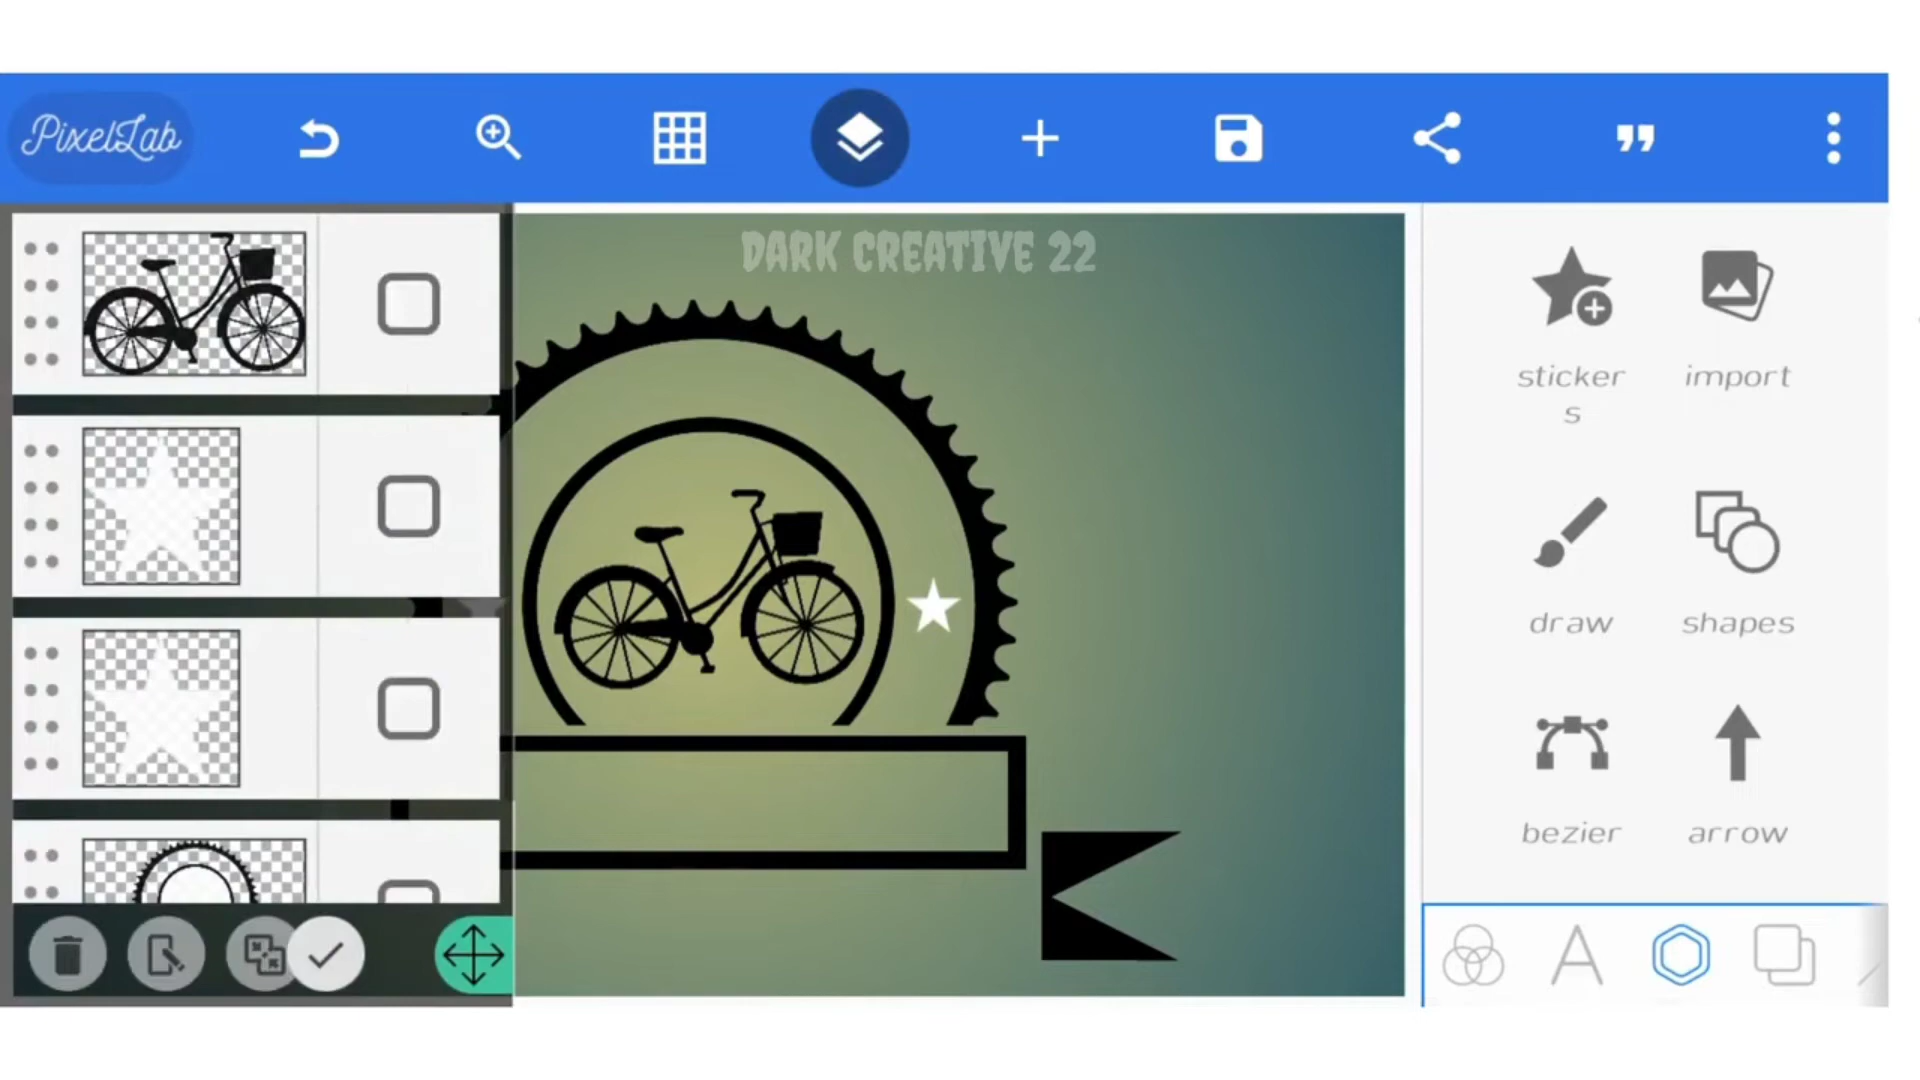 PixelLab
DARK CREATIVE 22
sticker
s
import
draw
shapes
bezier
arrow